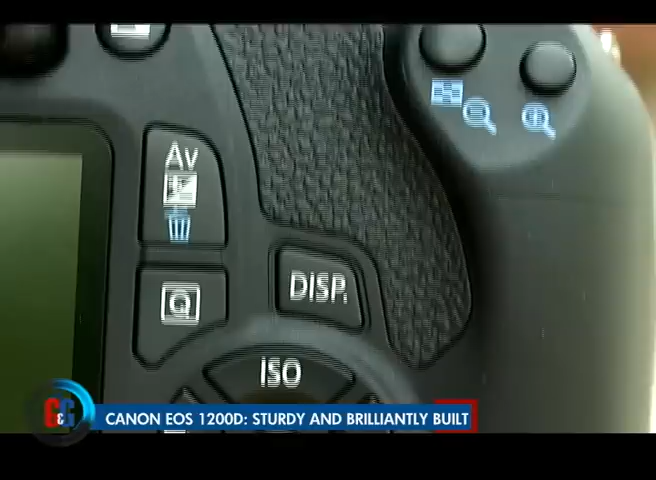 Av
Q
DISP.
ISO
G&G CANON EOS 1200D: STURDY AND BRILLIANTLY BUILT